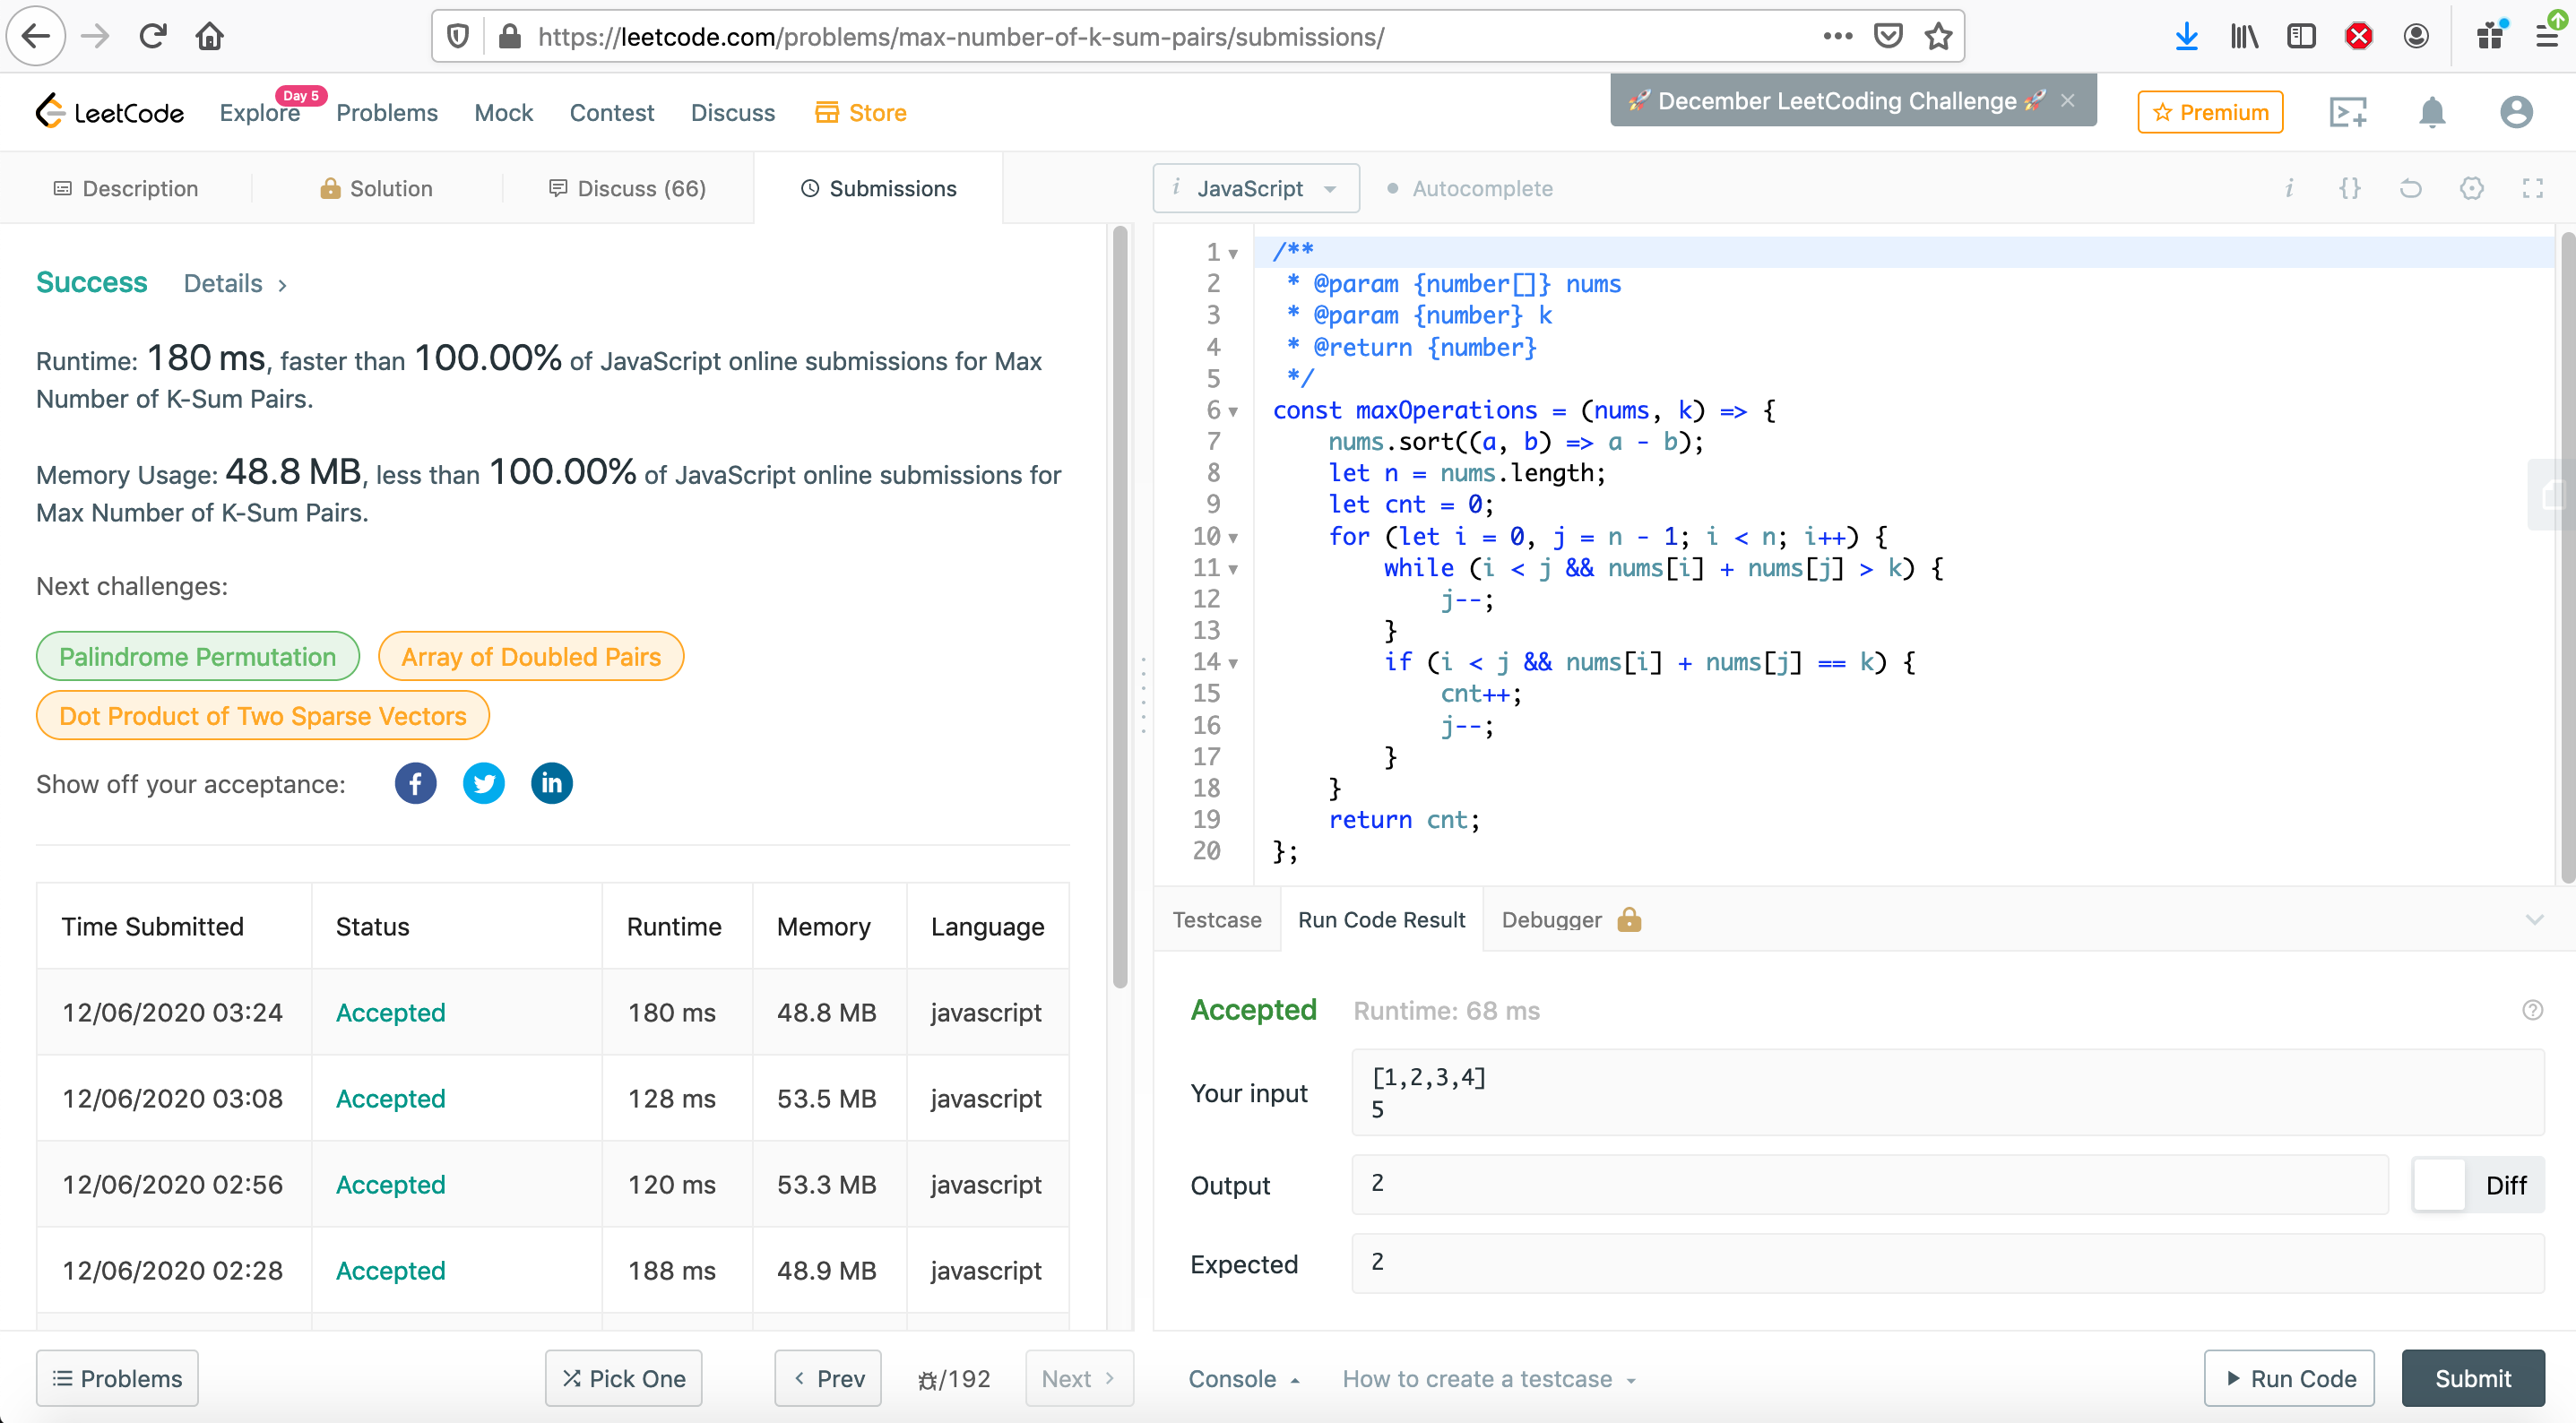 https://leetcode.com/problems/max-number-of-k-sum-pairs/submissions/
LeetCode
Explore
Day 5
Problems
Mock
Contest
Discuss
Store
🚀 December LeetCoding Challenge 🚀 ×
Premium
Description
Solution
Discuss (66)
Submissions
i JavaScript
Autocomplete
Success Details >
Runtime: 180 ms, faster than 100.00% of JavaScript online submissions for Max
Number of K-Sum Pairs.
Memory Usage: 48.8 MB, less than 100.00% of JavaScript online submissions for
Max Number of K-Sum Pairs.
Next challenges:
Palindrome Permutation
Array of Doubled Pairs
Dot Product of Two Sparse Vectors
Show off your acceptance:
Time Submitted Status Runtime Memory Language
12/06/2020 03:24 Accepted 180 ms 48.8 MB javascript
12/06/2020 03:08 Accepted 128 ms 53.5 MB javascript
12/06/2020 02:56 Accepted 120 ms 53.3 MB javascript
12/06/2020 02:28 Accepted 188 ms 48.9 MB javascript
Problems
Pick One
< Prev
/192
Next >
1 /**
2  * @param {number[]} nums
3  * @param {number} k
4  * @return {number}
5  */
6 const maxOperations = (nums, k) => {
7     nums.sort((a, b) => a - b);
8     let n = nums.length;
9     let cnt = 0;
10     for (let i = 0, j = n - 1; i < n; i++) {
11         while (i < j && nums[i] + nums[j] > k) {
12             j--;
13         }
14         if (i < j && nums[i] + nums[j] == k) {
15             cnt++;
16             j--;
17         }
18     }
19     return cnt;
20 };
Testcase
Run Code Result
Debugger
Accepted Runtime: 68 ms
Your input
[1,2,3,4]
5
Output
2
Diff
Expected
2
Console
How to create a testcase
Run Code
Submit